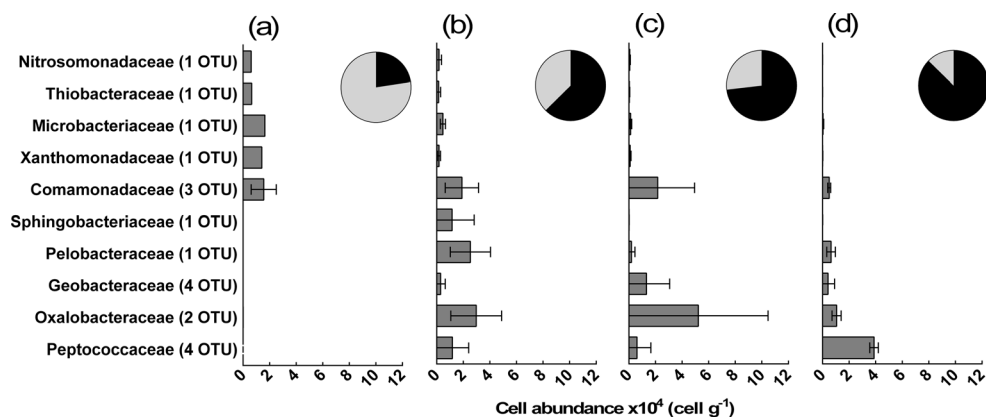 (a) (b) (c) (d)
Nitrosomonadaceae (1 OTU)
Thiobacteraceae (1 OTU)
Microbacteriaceae (1 OTU)
Xanthomonadaceae (1 OTU)
Comamonadaceae (3 OTU)
Sphingobacteriaceae (1 OTU)
Pelobacteraceae (1 OTU)
Geobacteraceae (4 OTU)
Oxalobacteraceae (2 OTU)
Peptococcaceae (4 OTU)
0 2 4 6 8 10 12 0 2 4 6 8 10 12 0 2 4 6 8 10 12 0 2 4 6 8 10 12
Cell abundance x10⁴ (cell g⁻¹)